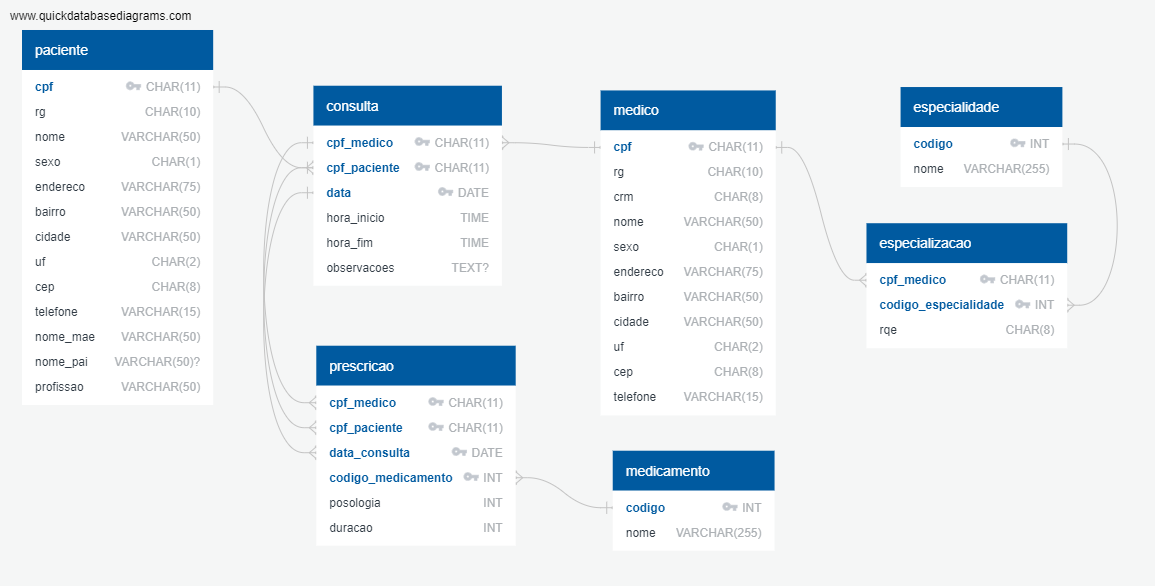 www.quickdatabasediagrams.com
paciente
cpf CHAR(11)
rg CHAR(10)
nome VARCHAR(50)
sexo CHAR(1)
endereco VARCHAR(75)
bairro VARCHAR(50)
cidade VARCHAR(50)
uf CHAR(2)
cep CHAR(8)
telefone VARCHAR(15)
nome_mae VARCHAR(50)
nome_pai VARCHAR(50)?
profissao VARCHAR(50)
consulta
cpf_medico CHAR(11)
cpf_paciente CHAR(11)
data DATE
hora_inicio TIME
hora_fim TIME
observacoes TEXT?
prescricao
cpf_medico CHAR(11)
cpf_paciente CHAR(11)
data_consulta DATE
codigo_medicamento INT
posologia INT
duracao INT
medico
cpf CHAR(11)
rg CHAR(10)
crm CHAR(8)
nome VARCHAR(50)
sexo CHAR(1)
endereco VARCHAR(75)
bairro VARCHAR(50)
cidade VARCHAR(50)
uf CHAR(2)
cep CHAR(8)
telefone VARCHAR(15)
medicamento
codigo INT
nome VARCHAR(255)
especialidade
codigo INT
nome VARCHAR(255)
especializacao
cpf_medico CHAR(11)
codigo_especialidade INT
rqe CHAR(8)